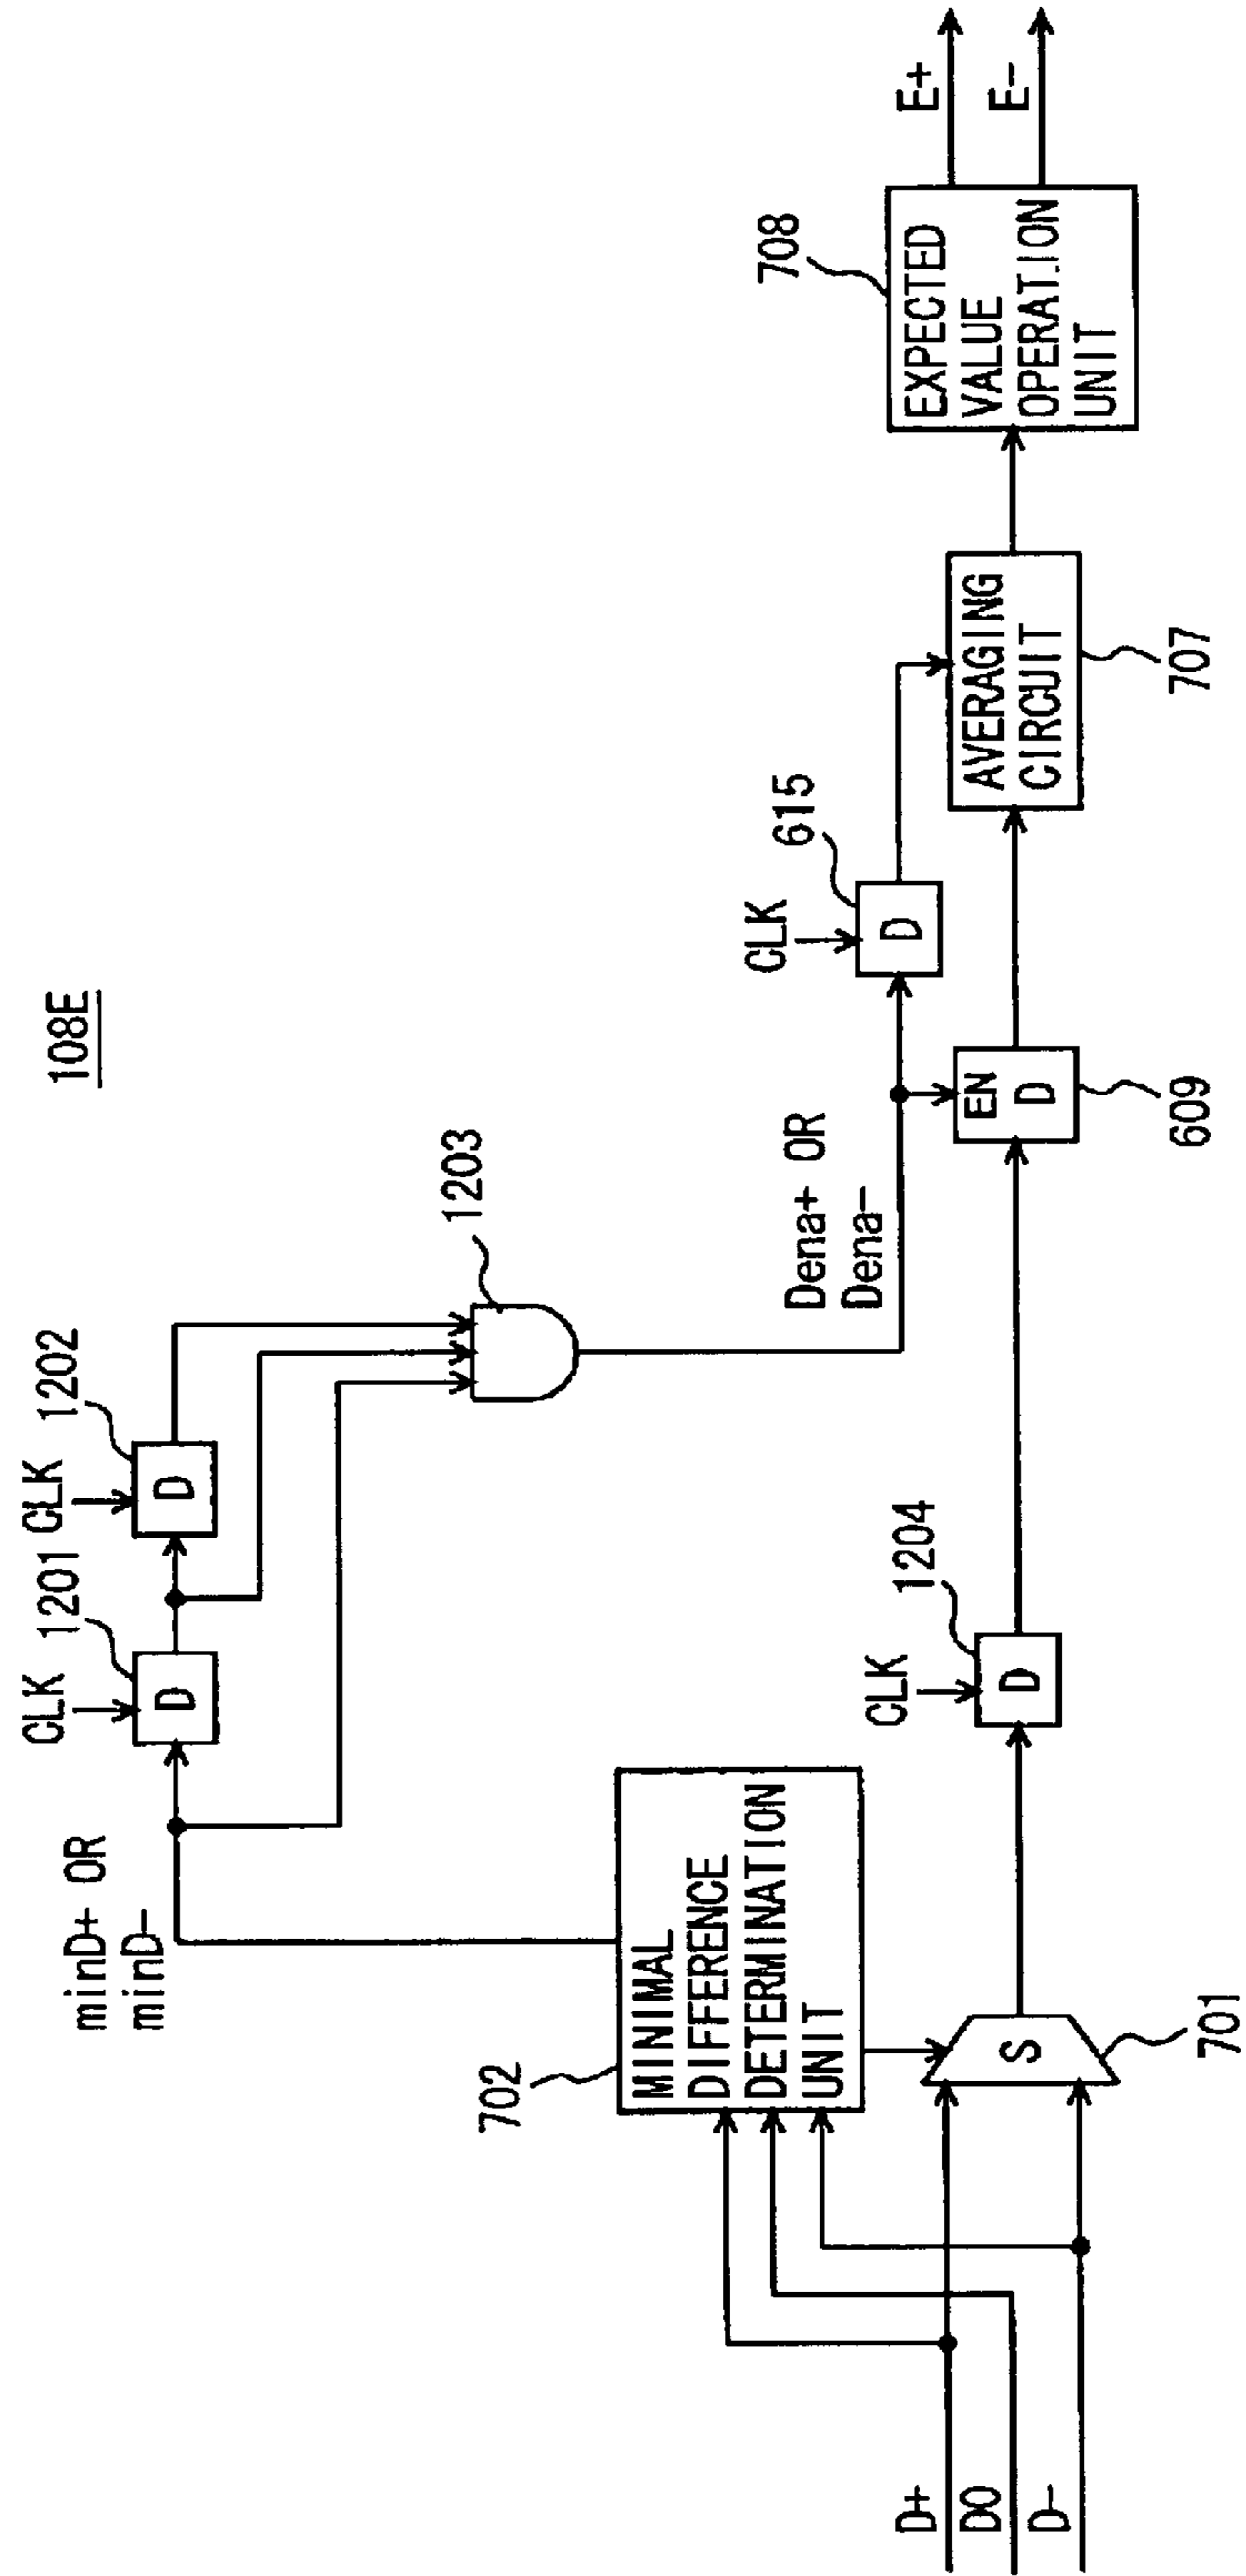 108E
CLK
1201
D
CLK
1202
D
minD+ OR
minD-
1203
702
MINIMAL
DIFFERENCE
DETERMINATION
UNIT
CLK
1204
D
Dena+ OR
Dena-
CLK
615
D
EN
D
609
AVERAGING
CIRCUIT
707
708
EXPECTED
VALUE
OPERATION
UNIT
E+
E-
D+
D0
D-
S
701